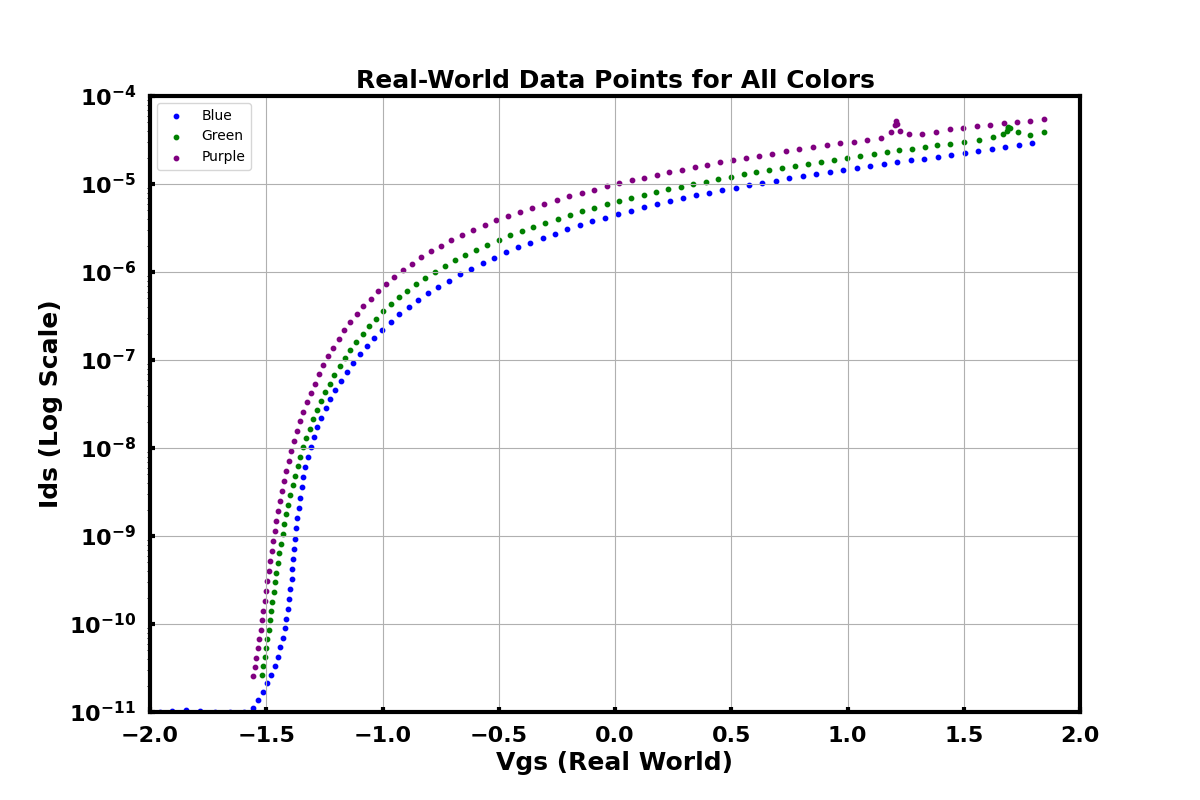 Real-World Data Points for All Colors
Blue
Green
Purple
10⁻⁴
10⁻⁵
10⁻⁶
10⁻⁷
10⁻⁸
10⁻⁹
10⁻¹⁰
10⁻¹¹
Ids (Log Scale)
−2.0 −1.5 −1.0 −0.5 0.0 0.5 1.0 1.5 2.0
Vgs (Real World)